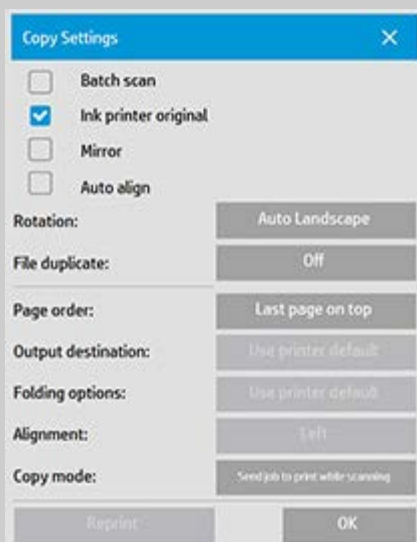 Copy Settings
Batch scan
Ink printer original
Mirror
Auto align
Rotation: Auto Landscape
File duplicate: Off
Page order: Last page on top
Output destination: Use printer default
Folding options: Use printer default
Alignment: Left
Copy mode: Send job to print while scanning
Reprint OK